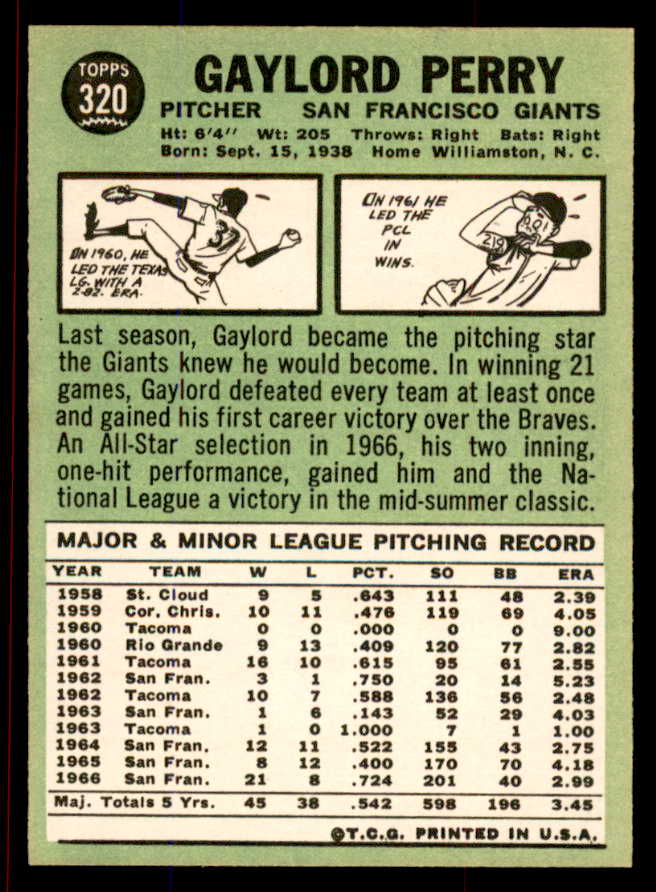 TOPPS
320
GAYLORD PERRY
PITCHER SAN FRANCISCO GIANTS
Ht: 6'4" Wt: 205 Throws: Right Bats: Right
Born: Sept. 15, 1938 Home Williamston, N. C.
IN 1960, HE
LED THE TEXAS
LG. WITH A
2.82. ERA.
IN 1961 HE
LED THE
PCL
IN
WINS.
Last season, Gaylord became the pitching star
the Giants knew he would become. In winning 21
games, Gaylord defeated every team at least once
and gained his first career victory over the Braves.
An All-Star selection in 1966, his two inning,
one-hit performance, gained him and the Na-
tional League a victory in the mid-summer classic.
MAJOR & MINOR LEAGUE PITCHING RECORD
YEAR TEAM W L PCT. SO BB ERA
1958 St. Cloud 9 5 .643 111 48 2.39
1959 Cor. Chris. 10 11 .476 119 69 4.05
1960 Tacoma 0 0 .000 0 0 9.00
1960 Rio Grande 9 13 .409 120 77 2.82
1961 Tacoma 16 10 .615 95 61 2.55
1962 San Fran. 3 1 .750 20 14 5.23
1962 Tacoma 10 7 .588 136 56 2.48
1963 San Fran. 1 6 .143 52 29 4.03
1963 Tacoma 1 0 1.000 7 1 1.00
1964 San Fran. 12 11 .522 155 43 2.75
1965 San Fran. 8 12 .400 170 70 4.18
1966 San Fran. 21 8 .724 201 40 2.99
Maj. Totals 5 Yrs. 45 38 .542 598 196 3.45
©T.C.G. PRINTED IN U.S.A.